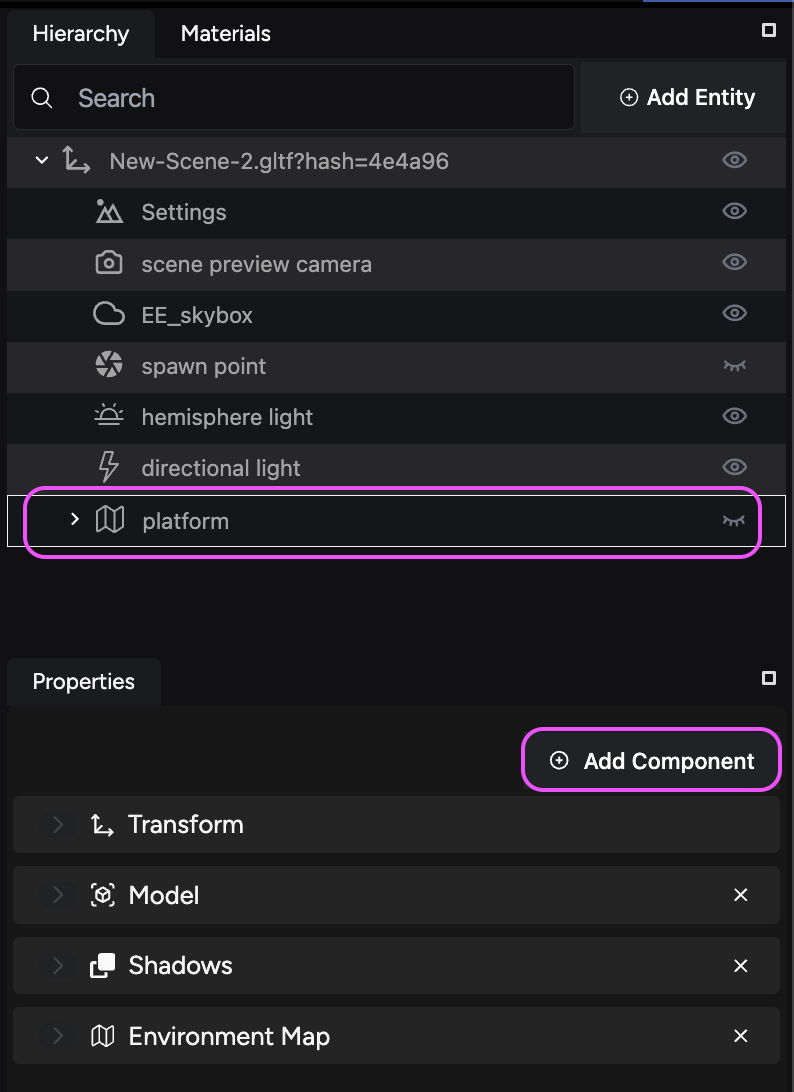 Hierarchy Materials
Search
Add Entity
New-Scene-2.gltf?hash=4e4a96
Settings
scene preview camera
EE_skybox
spawn point
hemisphere light
directional light
platform
Properties
Add Component
Transform
Model
Shadows
Environment Map